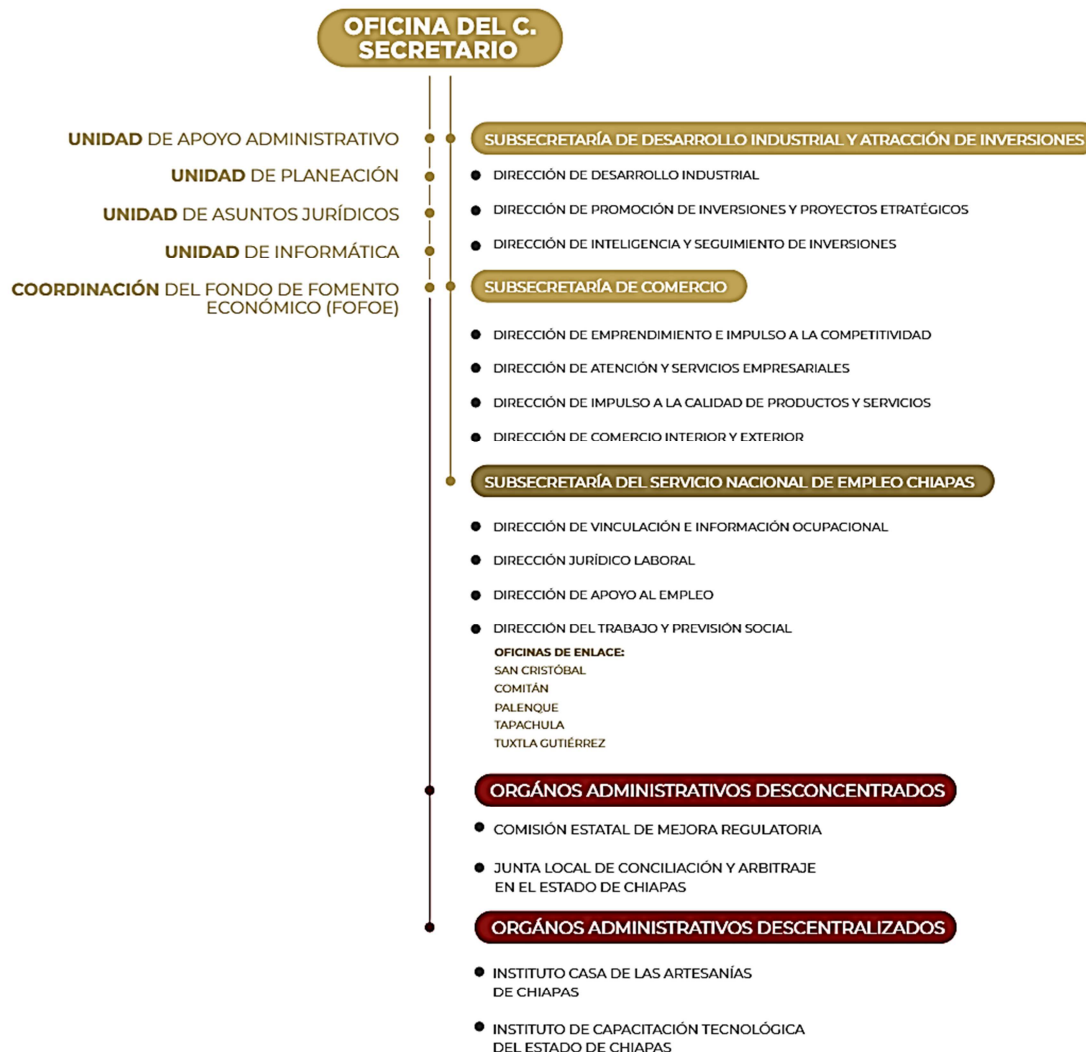 OFICINA DEL C.
SECRETARIO
UNIDAD DE APOYO ADMINISTRATIVO
UNIDAD DE PLANEACIÓN
UNIDAD DE ASUNTOS JURÍDICOS
UNIDAD DE INFORMÁTICA
COORDINACIÓN DEL FONDO DE FOMENTO
ECONÓMICO (FOFOE)
SUBSECRETARÍA DE DESARROLLO INDUSTRIAL Y ATRACCIÓN DE INVERSIONES
DIRECCIÓN DE DESARROLLO INDUSTRIAL
DIRECCIÓN DE PROMOCIÓN DE INVERSIONES Y PROYECTOS ETRATÉGICOS
DIRECCIÓN DE INTELIGENCIA Y SEGUIMIENTO DE INVERSIONES
SUBSECRETARÍA DE COMERCIO
DIRECCIÓN DE EMPRENDIMIENTO E IMPULSO A LA COMPETITIVIDAD
DIRECCIÓN DE ATENCIÓN Y SERVICIOS EMPRESARIALES
DIRECCIÓN DE IMPULSO A LA CALIDAD DE PRODUCTOS Y SERVICIOS
DIRECCIÓN DE COMERCIO INTERIOR Y EXTERIOR
SUBSECRETARÍA DEL SERVICIO NACIONAL DE EMPLEO CHIAPAS
DIRECCIÓN DE VINCULACIÓN E INFORMACIÓN OCUPACIONAL
DIRECCIÓN JURÍDICO LABORAL
DIRECCIÓN DE APOYO AL EMPLEO
DIRECCIÓN DEL TRABAJO Y PREVISIÓN SOCIAL
OFICINAS DE ENLACE:
SAN CRISTÓBAL
COMITÁN
PALENQUE
TAPACHULA
TUXTLA GUTIÉRREZ
ORGÁNOS ADMINISTRATIVOS DESCONCENTRADOS
COMISIÓN ESTATAL DE MEJORA REGULATORIA
JUNTA LOCAL DE CONCILIACIÓN Y ARBITRAJE
EN EL ESTADO DE CHIAPAS
ORGÁNOS ADMINISTRATIVOS DESCENTRALIZADOS
INSTITUTO CASA DE LAS ARTESANÍAS
DE CHIAPAS
INSTITUTO DE CAPACITACIÓN TECNOLÓGICA
DEL ESTADO DE CHIAPAS